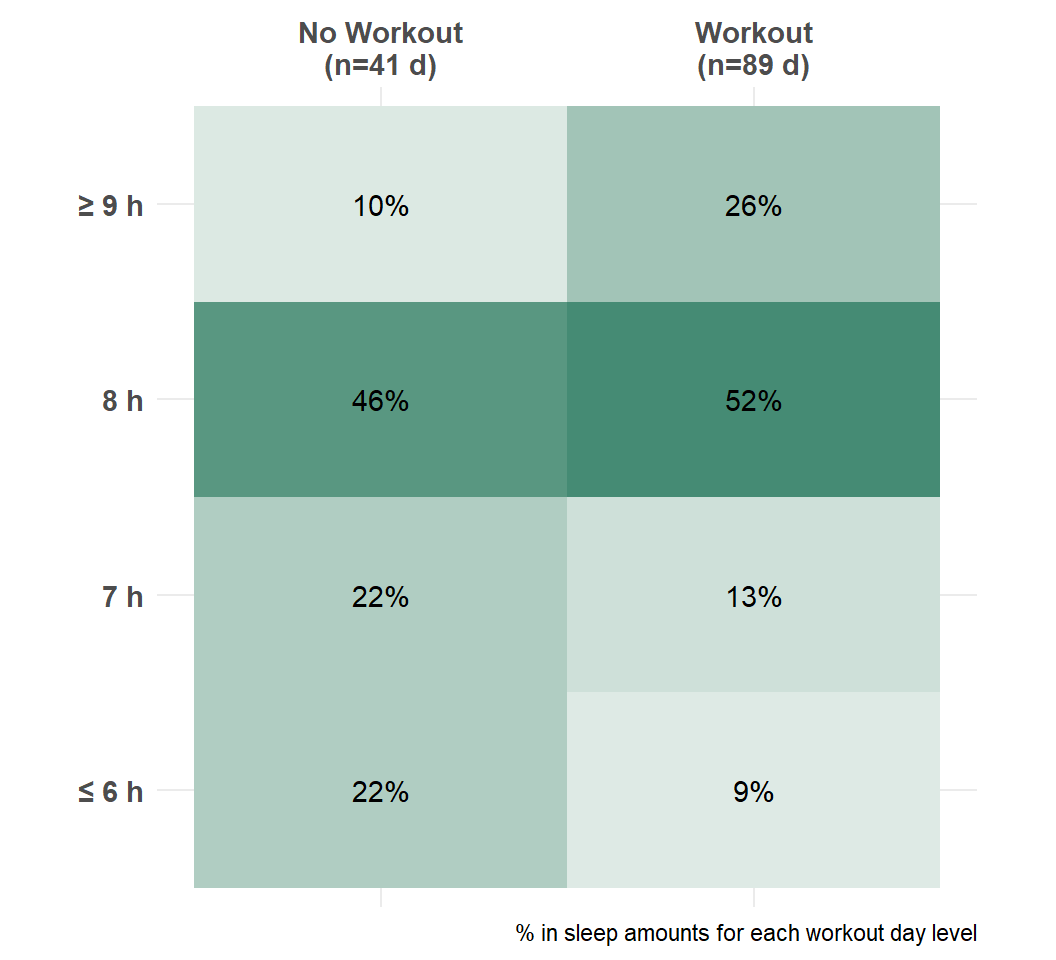 No Workout Workout
(n=41 d) (n=89 d)
≥ 9 h 10% 26%
8 h 46% 52%
7 h 22% 13%
≤ 6 h 22% 9%
% in sleep amounts for each workout day level